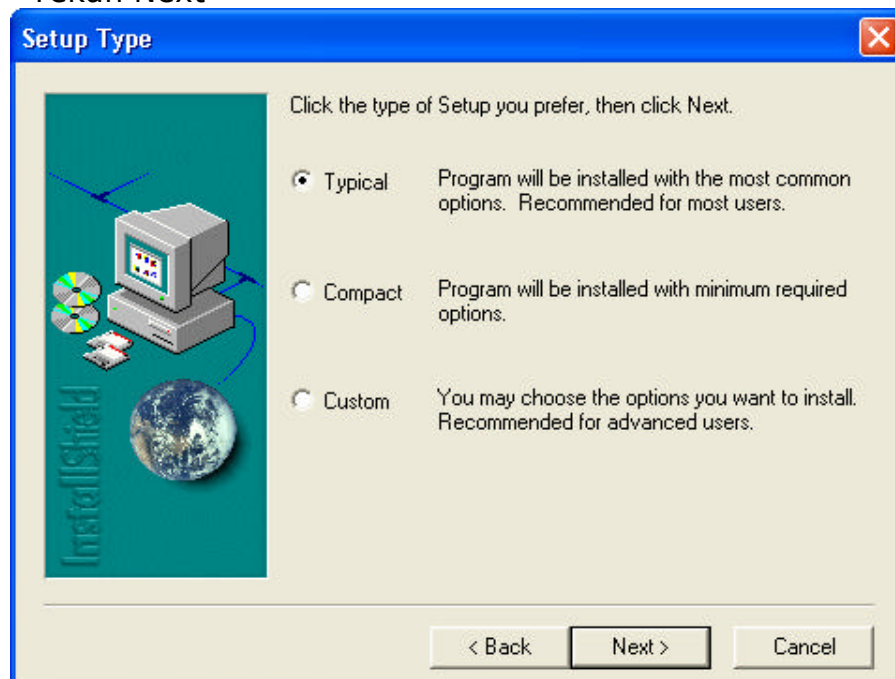 Tekan Next
Setup Type
Click the type of Setup you prefer, then click Next.
Typical Program will be installed with the most common
options. Recommended for most users.
Compact Program will be installed with minimum required
options.
Custom You may choose the options you want to install.
Recommended for advanced users.
InstallShield
< Back Next > Cancel